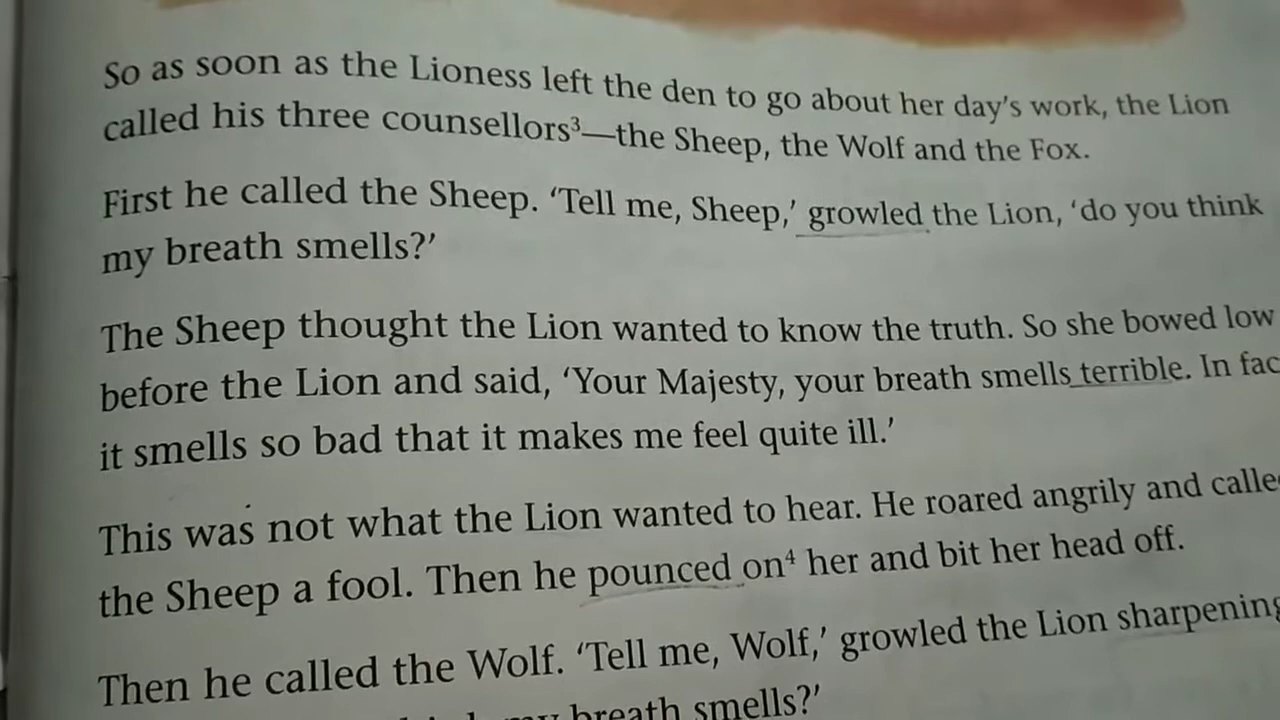 So as soon as the Lioness left the den to go about her day's work, the Lion
called his three counsellors³—the Sheep, the Wolf and the Fox.
First he called the Sheep. ‘Tell me, Sheep,’ growled the Lion, ‘do you think
my breath smells?’
The Sheep thought the Lion wanted to know the truth. So she bowed low
before the Lion and said, ‘Your Majesty, your breath smells terrible. In fac
it smells so bad that it makes me feel quite ill.’
This was not what the Lion wanted to hear. He roared angrily and calle
the Sheep a fool. Then he pounced on⁴ her and bit her head off.
Then he called the Wolf. ‘Tell me, Wolf,’ growled the Lion sharpening
my breath smells?’